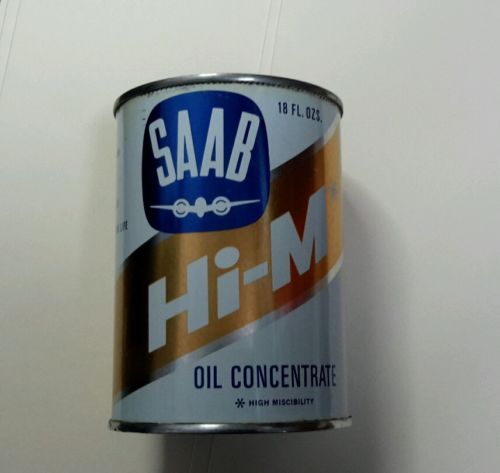 SAAB
18 FL. OZS.
Hi-M*
OIL CONCENTRATE
* HIGH MISCIBILITY